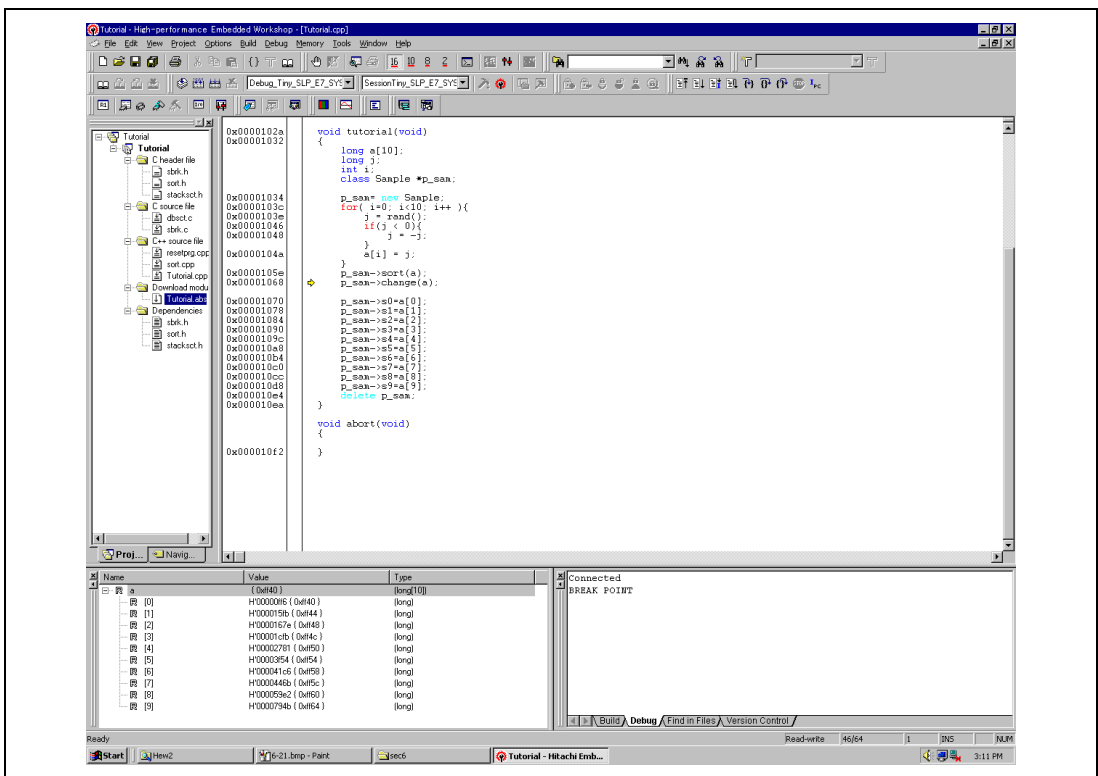 Tutorial - High-performance Embedded Workshop - [Tutorial.cpp]
File Edit View Project Options Build Debug Memory Tools Window Help
16 10 8 2
Debug_Tiny_SLP_E7_SYS SessionTiny_SLP_E7_SYS
Tutorial
Tutorial
C header file
sbrk.h
sort.h
stacksct.h
C source file
dbsct.c
sbrk.c
C++ source file
resetprg.cpp
sort.cpp
Tutorial.cpp
Download modu
Tutorial.abs
Dependencies
sbrk.h
sort.h
stacksct.h
Proj... Navig...
0x0000102a void tutorial(void)
0x00001032 {
long a[10];
long j;
int i;
class Sample *p_sam;
0x00001034 p_sam= new Sample;
0x0000103c for( i=0; i<10; i++ ){
0x0000103e j = rand();
0x00001046 if(j < 0){
0x00001048 j = -j;
}
0x0000104a a[i] = j;
}
0x0000105e p_sam->sort(a);
0x00001068 p_sam->change(a);
0x00001070 p_sam->s0=a[0];
0x00001078 p_sam->s1=a[1];
0x00001084 p_sam->s2=a[2];
0x00001090 p_sam->s3=a[3];
0x0000109c p_sam->s4=a[4];
0x000010a8 p_sam->s5=a[5];
0x000010b4 p_sam->s6=a[6];
0x000010c0 p_sam->s7=a[7];
0x000010cc p_sam->s8=a[8];
0x000010d8 p_sam->s9=a[9];
0x000010e4 delete p_sam;
0x000010ea }
void abort(void)
{
0x000010f2 }
Name Value Type
a { 0xff40 } (long[10])
[0] H'00000ff6 { 0xff40 } (long)
[1] H'000015fb { 0xff44 } (long)
[2] H'0000167e { 0xff48 } (long)
[3] H'00001cfb { 0xff4c } (long)
[4] H'00002781 { 0xff50 } (long)
[5] H'00003f54 { 0xff54 } (long)
[6] H'000041c6 { 0xff58 } (long)
[7] H'0000446b { 0xff5c } (long)
[8] H'000059e2 { 0xff60 } (long)
[9] H'0000794b { 0xff64 } (long)
Connected
BREAK POINT
Build Debug Find in Files Version Control
Ready Read-write 46/64 1 INS NUM
Start Hew2 6-21.bmp - Paint sec6 Tutorial - Hitachi Emb... 3:11 PM